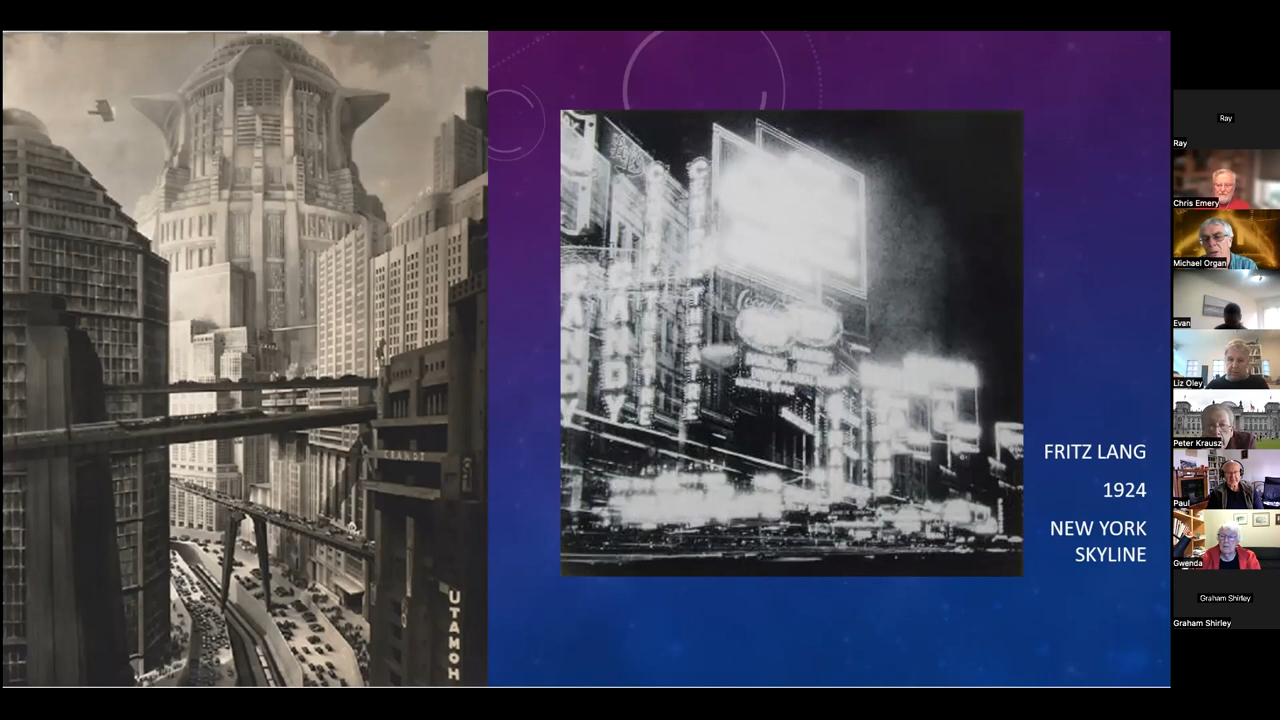 UTAMOH
FRITZ LANG
1924
NEW YORK
SKYLINE
Ray
Ray
Chris Emery
Michael Organ
Evan
Liz Oley
Peter Krausz
Paul
Gwenda
Graham Shirley
Graham Shirley